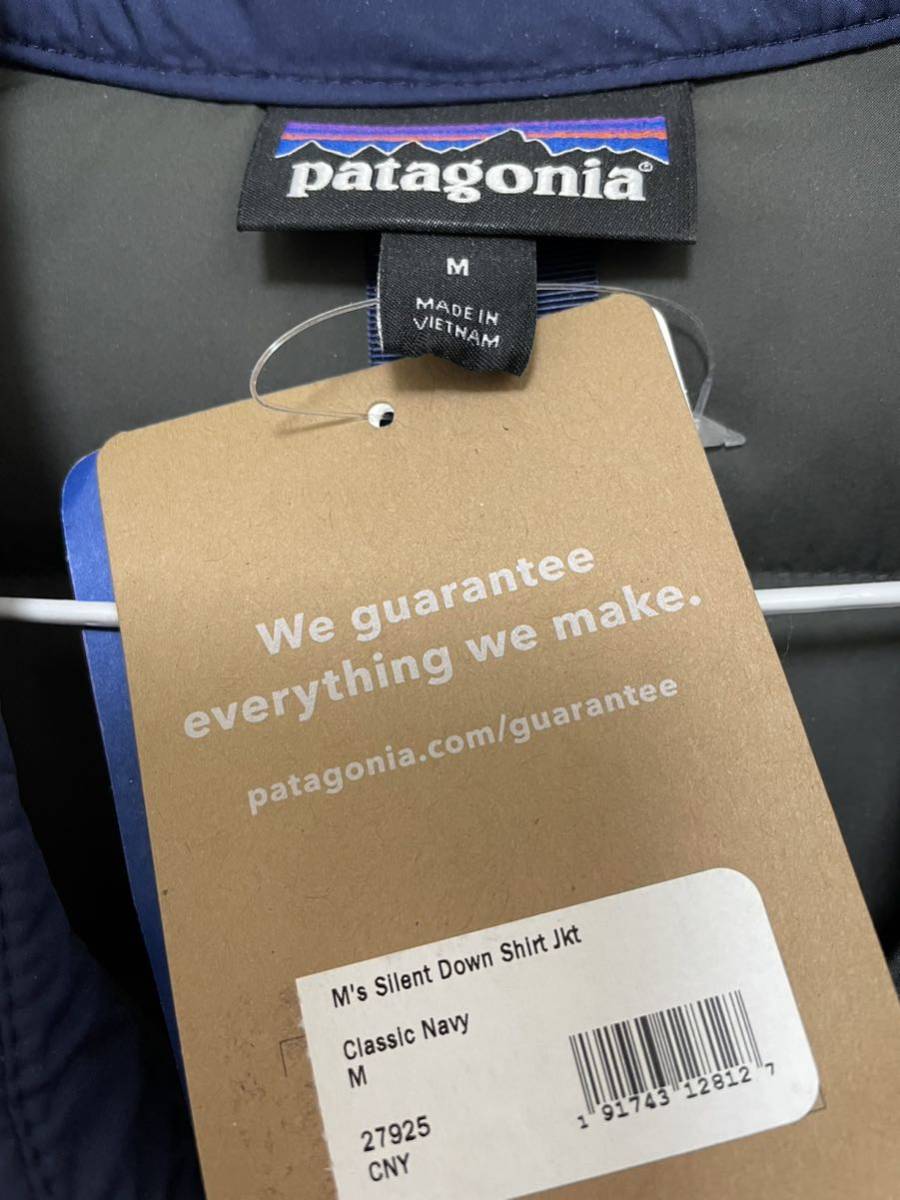 patagonia®
M
MADE IN
VIETNAM
We guarantee
everything we make.
patagonia.com/guarantee
M's Silent Down Shirt Jkt
Classic Navy
M
27925
CNY
1 91743 12812 7